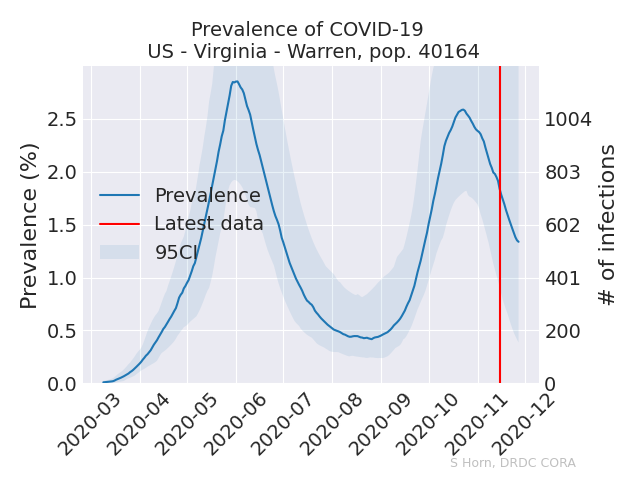 Prevalence of COVID-19
US - Virginia - Warren, pop. 40164
Prevalence (%)
2.5
2.0
1.5
1.0
0.5
0.0
Prevalence
Latest data
95CI
1004
803
602
401
200
0
# of infections
2020-03
2020-04
2020-05
2020-06
2020-07
2020-08
2020-09
2020-10
2020-11
2020-12
S Horn, DRDC CORA